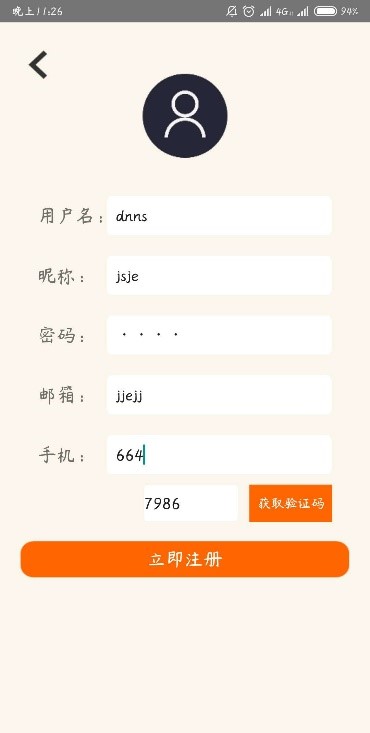 晚上11:26 4G 94%
用户名： dnns
昵称： jsje
密码： ····
邮箱： jjejj
手机： 664
7986 获取验证码
立即注册